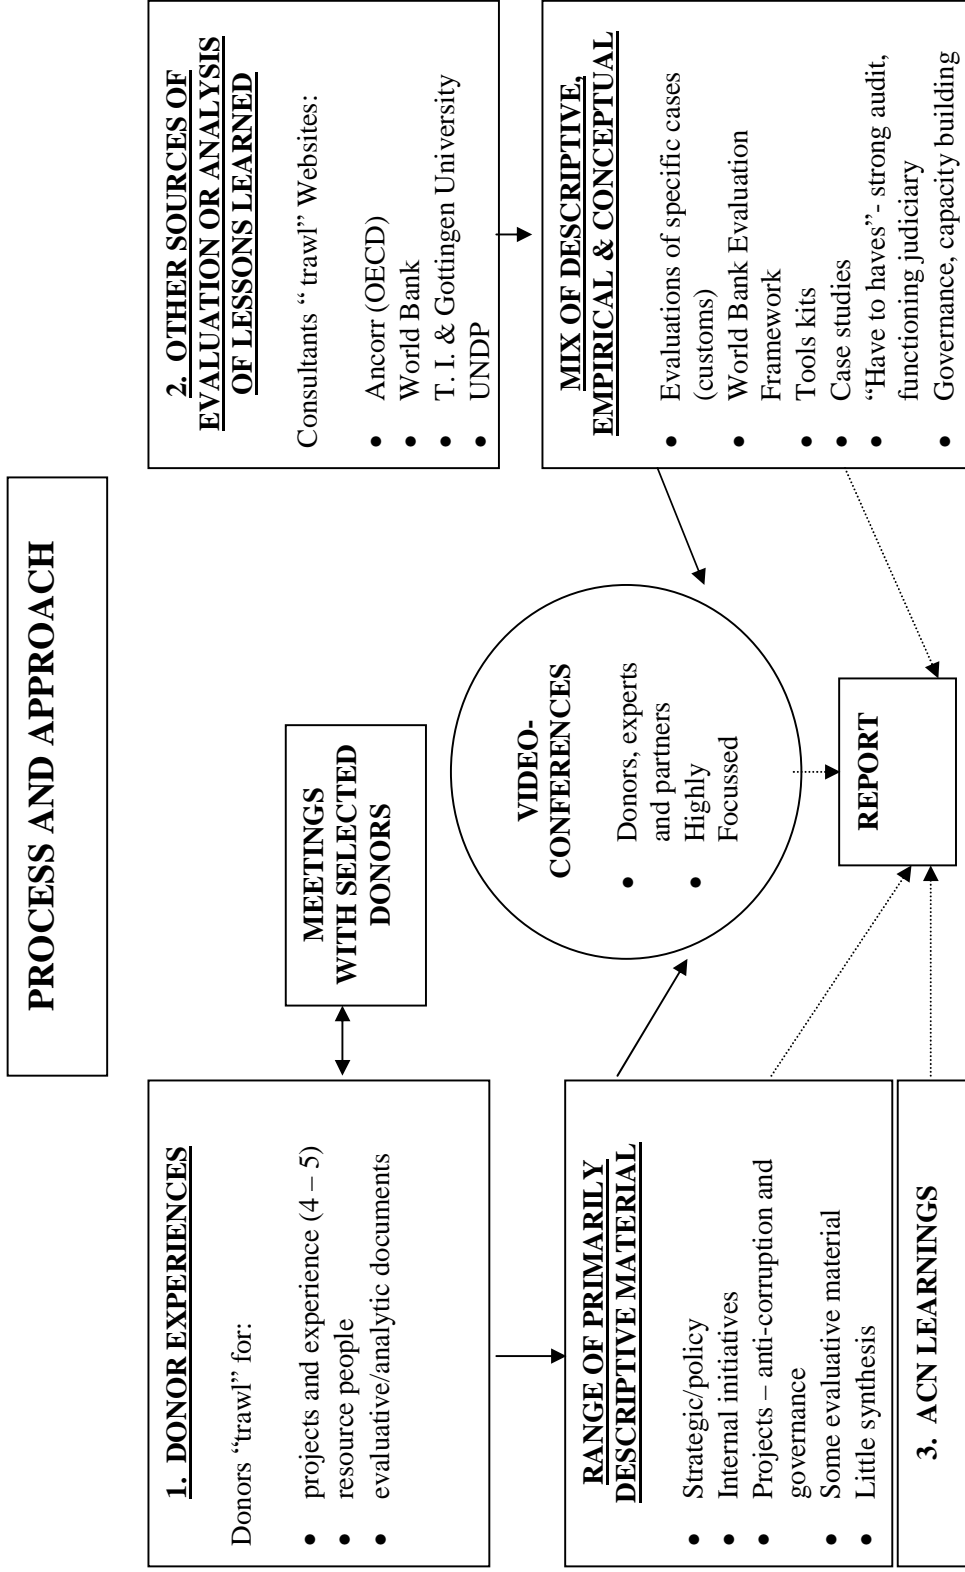 PROCESS AND APPROACH
1. DONOR EXPERIENCES
Donors “trawl” for:
● projects and experience (4 – 5)
● resource people
● evaluative/analytic documents
MEETINGS
WITH SELECTED
DONORS
2. OTHER SOURCES OF
EVALUATION OR ANALYSIS
OF LESSONS LEARNED
Consultants “ trawl” Websites:
● Ancorr (OECD)
● World Bank
● T. I. & Gottingen University
● UNDP
RANGE OF PRIMARILY
DESCRIPTIVE MATERIAL
● Strategic/policy
● Internal initiatives
● Projects – anti-corruption and
governance
● Some evaluative material
● Little synthesis
VIDEO-
CONFERENCES
● Donors, experts
and partners
● Highly
Focussed
MIX OF DESCRIPTIVE,
EMPIRICAL & CONCEPTUAL
● Evaluations of specific cases
(customs)
● World Bank Evaluation
Framework
● Tools kits
● Case studies
● “Have to haves”- strong audit,
functioning judiciary
● Governance, capacity building
3. ACN LEARNINGS
REPORT